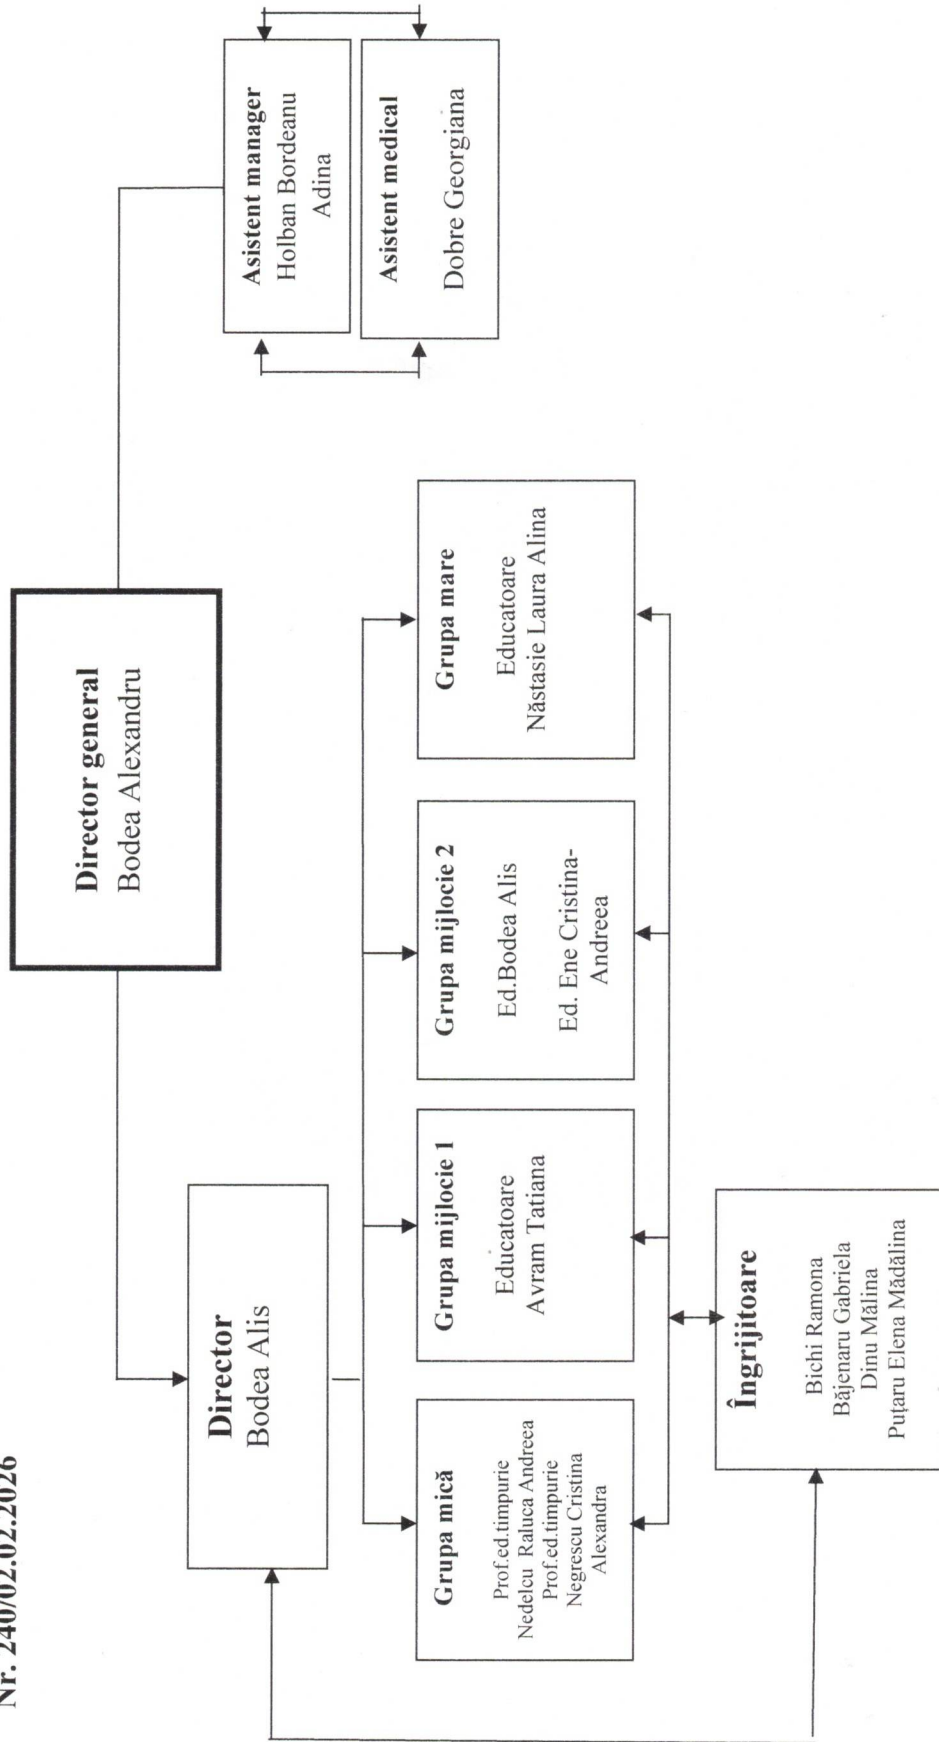 Nr. 240/02.02.2026
Director general
Bodea Alexandru
Director
Bodea Alis
Asistent manager
Holban Bordeanu
Adina
Asistent medical
Dobre Georgiana
Grupa mică
Prof.ed.timpurie
Nedelcu Raluca Andreea
Prof.ed.timpurie
Negrescu Cristina
Alexandra
Grupa mijlocie 1
Educatoare
Avram Tatiana
Grupa mijlocie 2
Ed.Bodea Alis
Ed. Ene Cristina-
Andreea
Grupa mare
Educatoare
Năstasie Laura Alina
Îngrijitoare
Bichi Ramona
Băjenaru Gabriela
Dinu Mălina
Puțaru Elena Mădălina